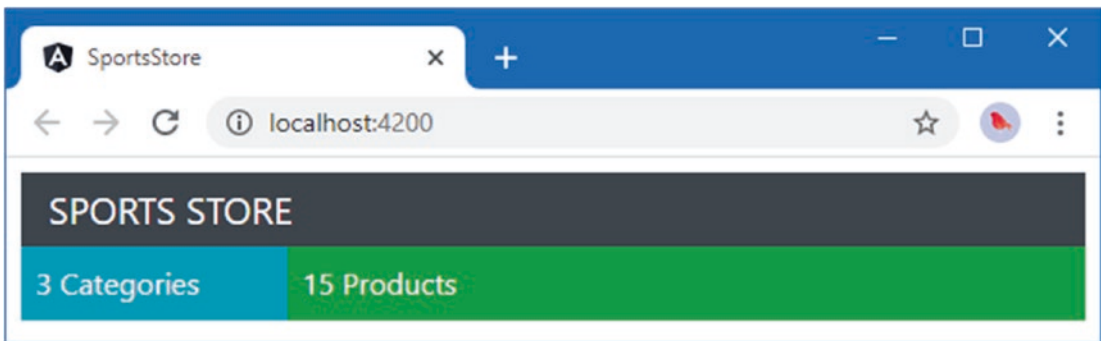 SportsStore
localhost:4200
SPORTS STORE
3 Categories
15 Products